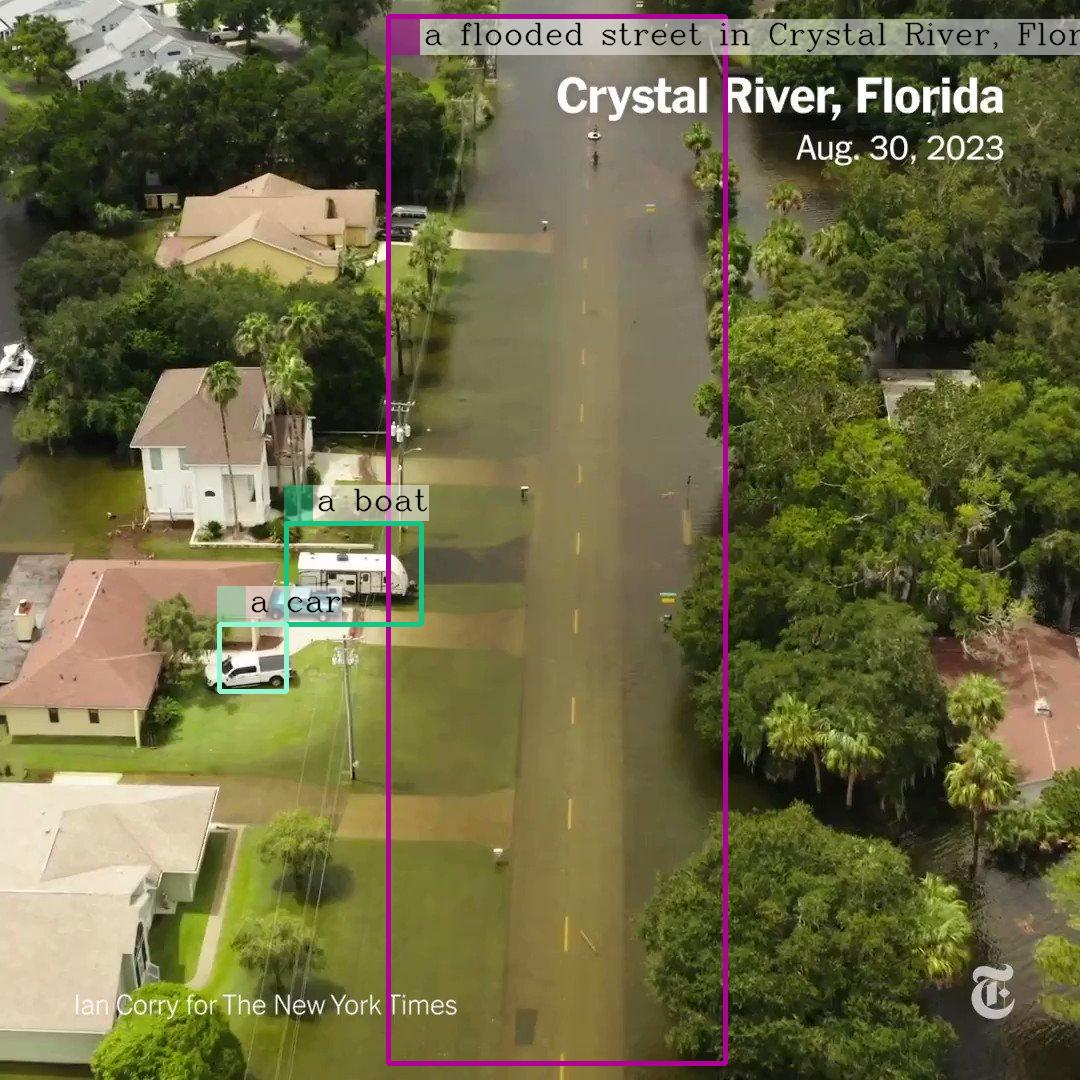 a flooded street in Crystal River, Flor
Crystal River, Florida
Aug. 30, 2023
a boat
a car
Ian Corry for The New York Times
T